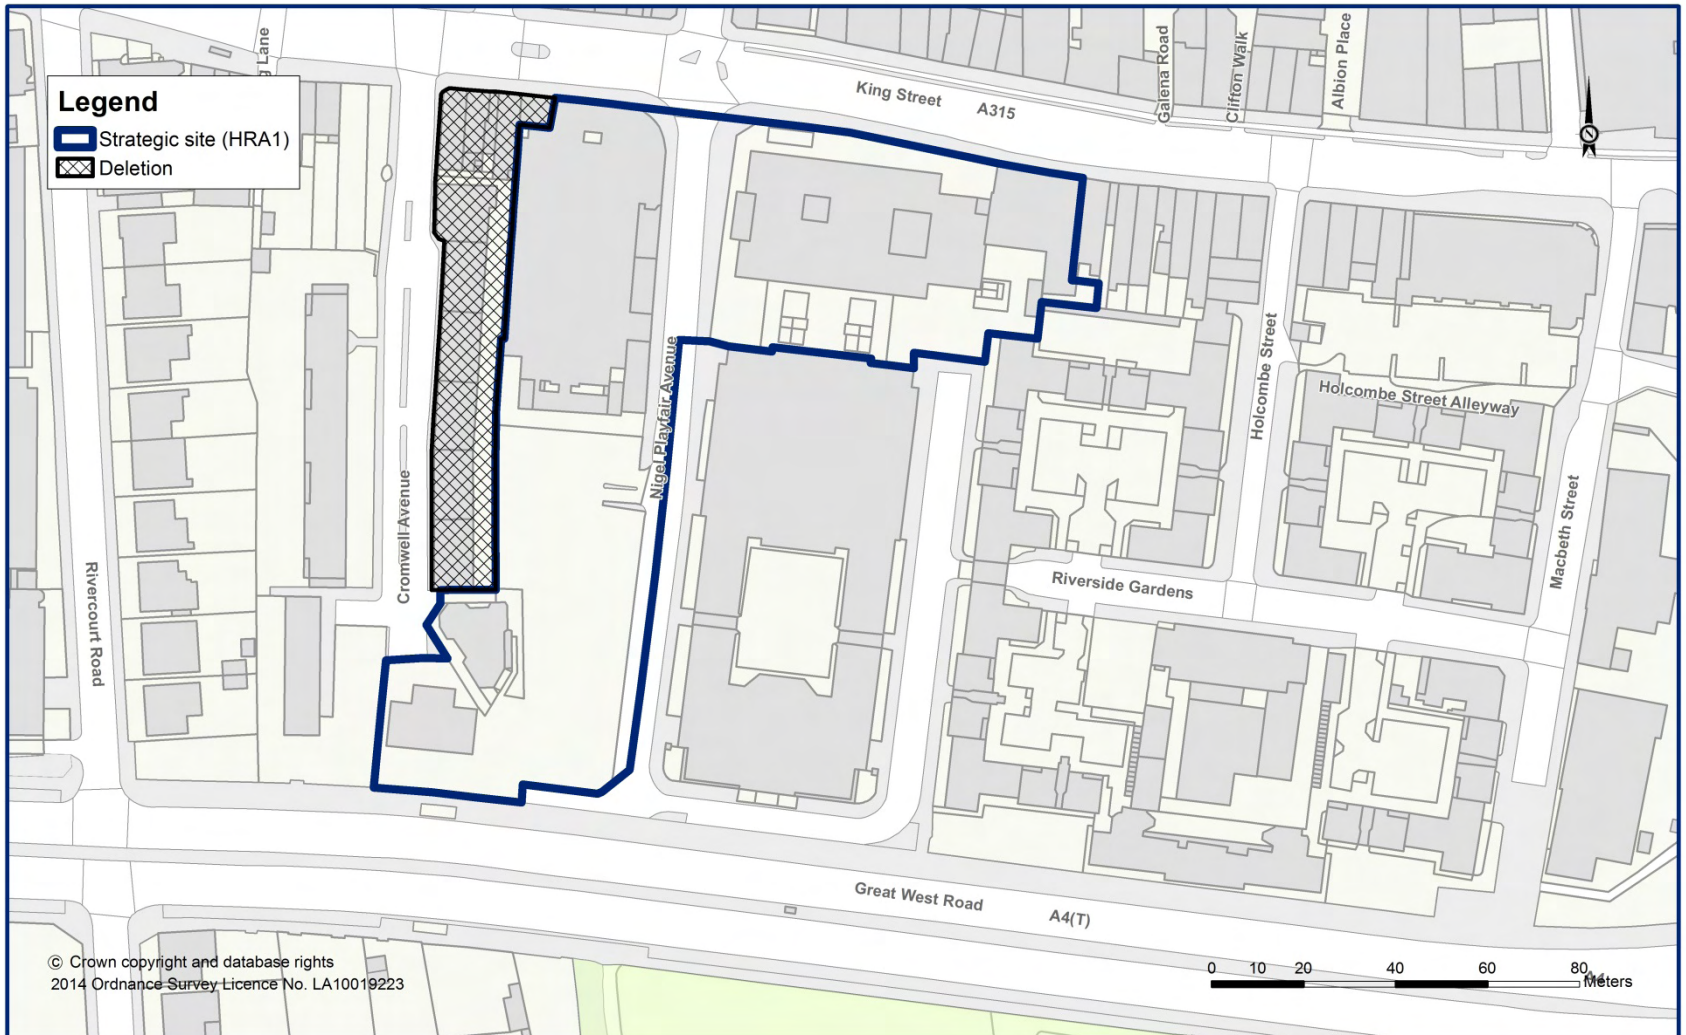 Legend
Strategic site (HRA1)
Deletion
g Lane
King Street
A315
Galena Road
Clifton Walk
Albion Place
Nigel Playfair Avenue
Holcombe Street
Holcombe Street Alleyway
Cromwell Avenue
Rivercourt Road
Riverside Gardens
Macbeth Street
Great West Road
A4(T)
A4
© Crown copyright and database rights
2014 Ordnance Survey Licence No. LA10019223
0 10 20 40 60 80
Meters